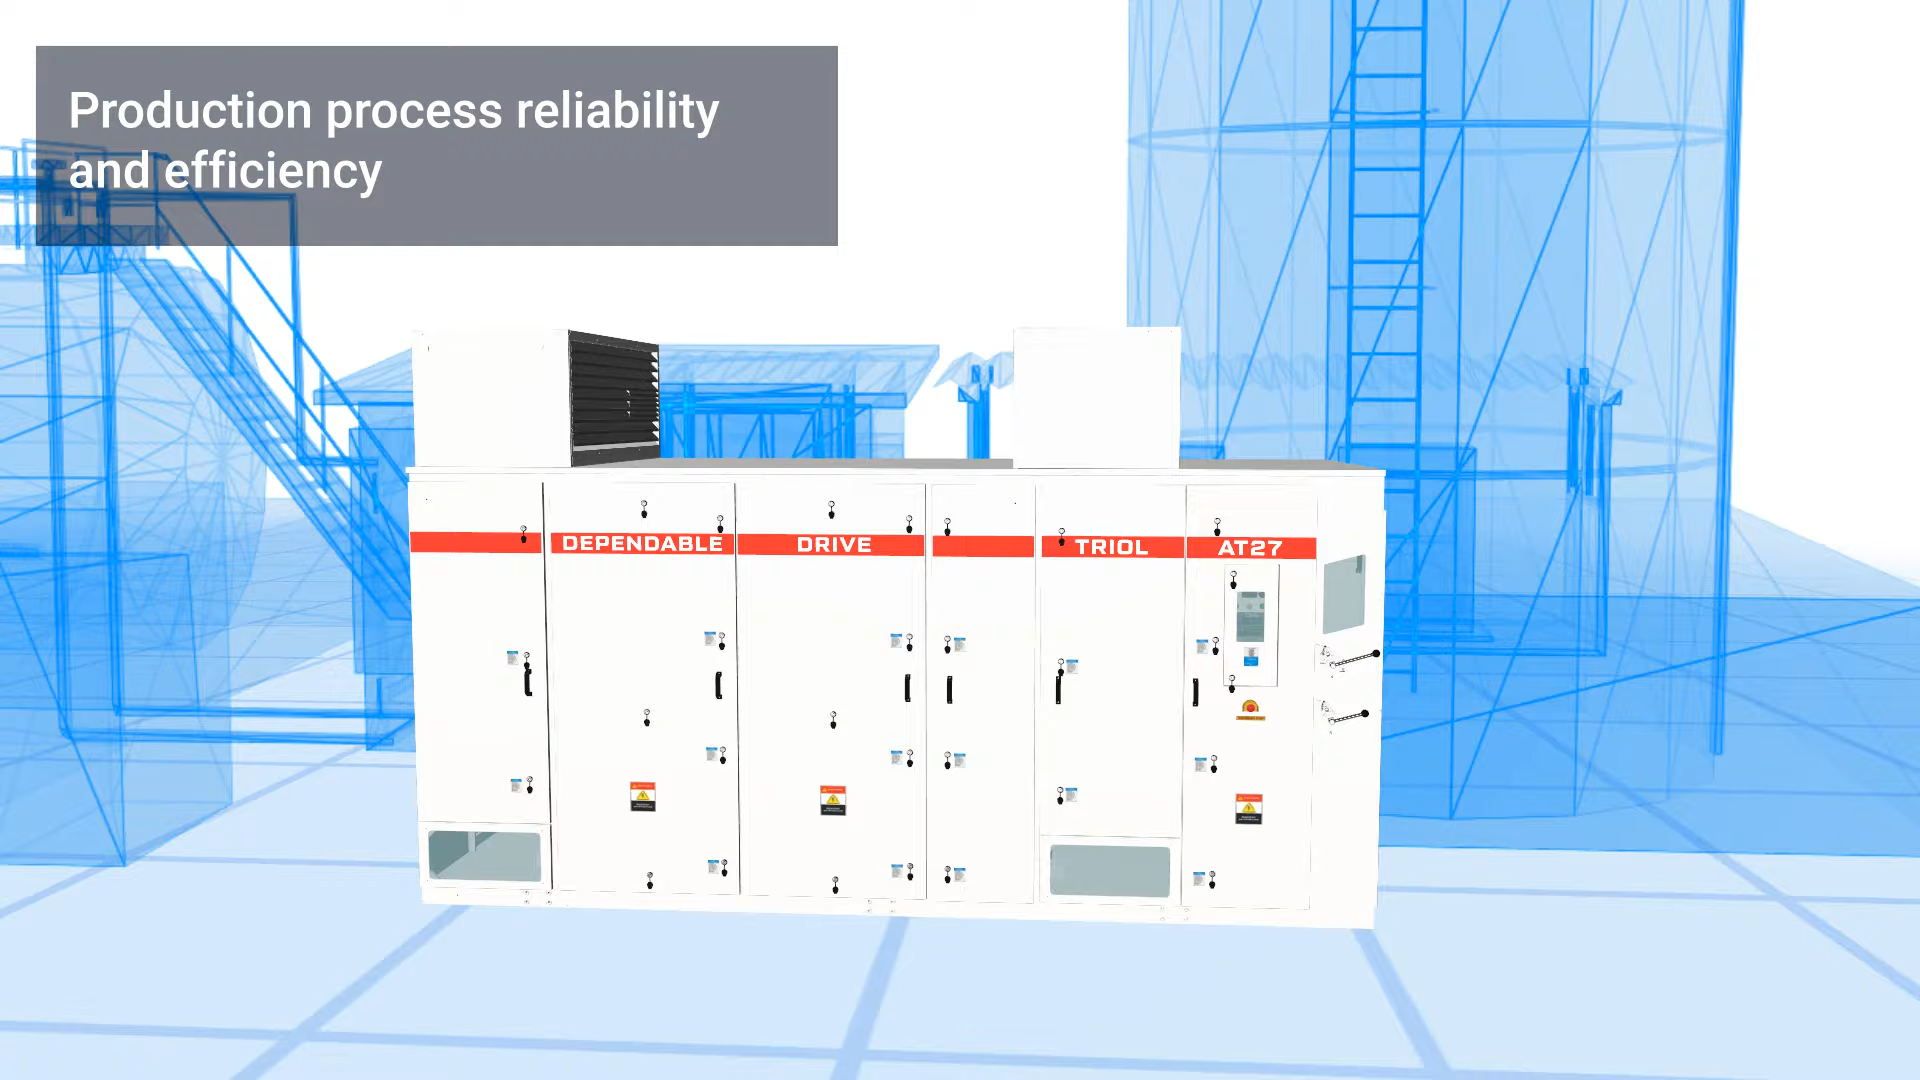 Production process reliability
and efficiency
DEPENDABLE DRIVE TRIOL AT27